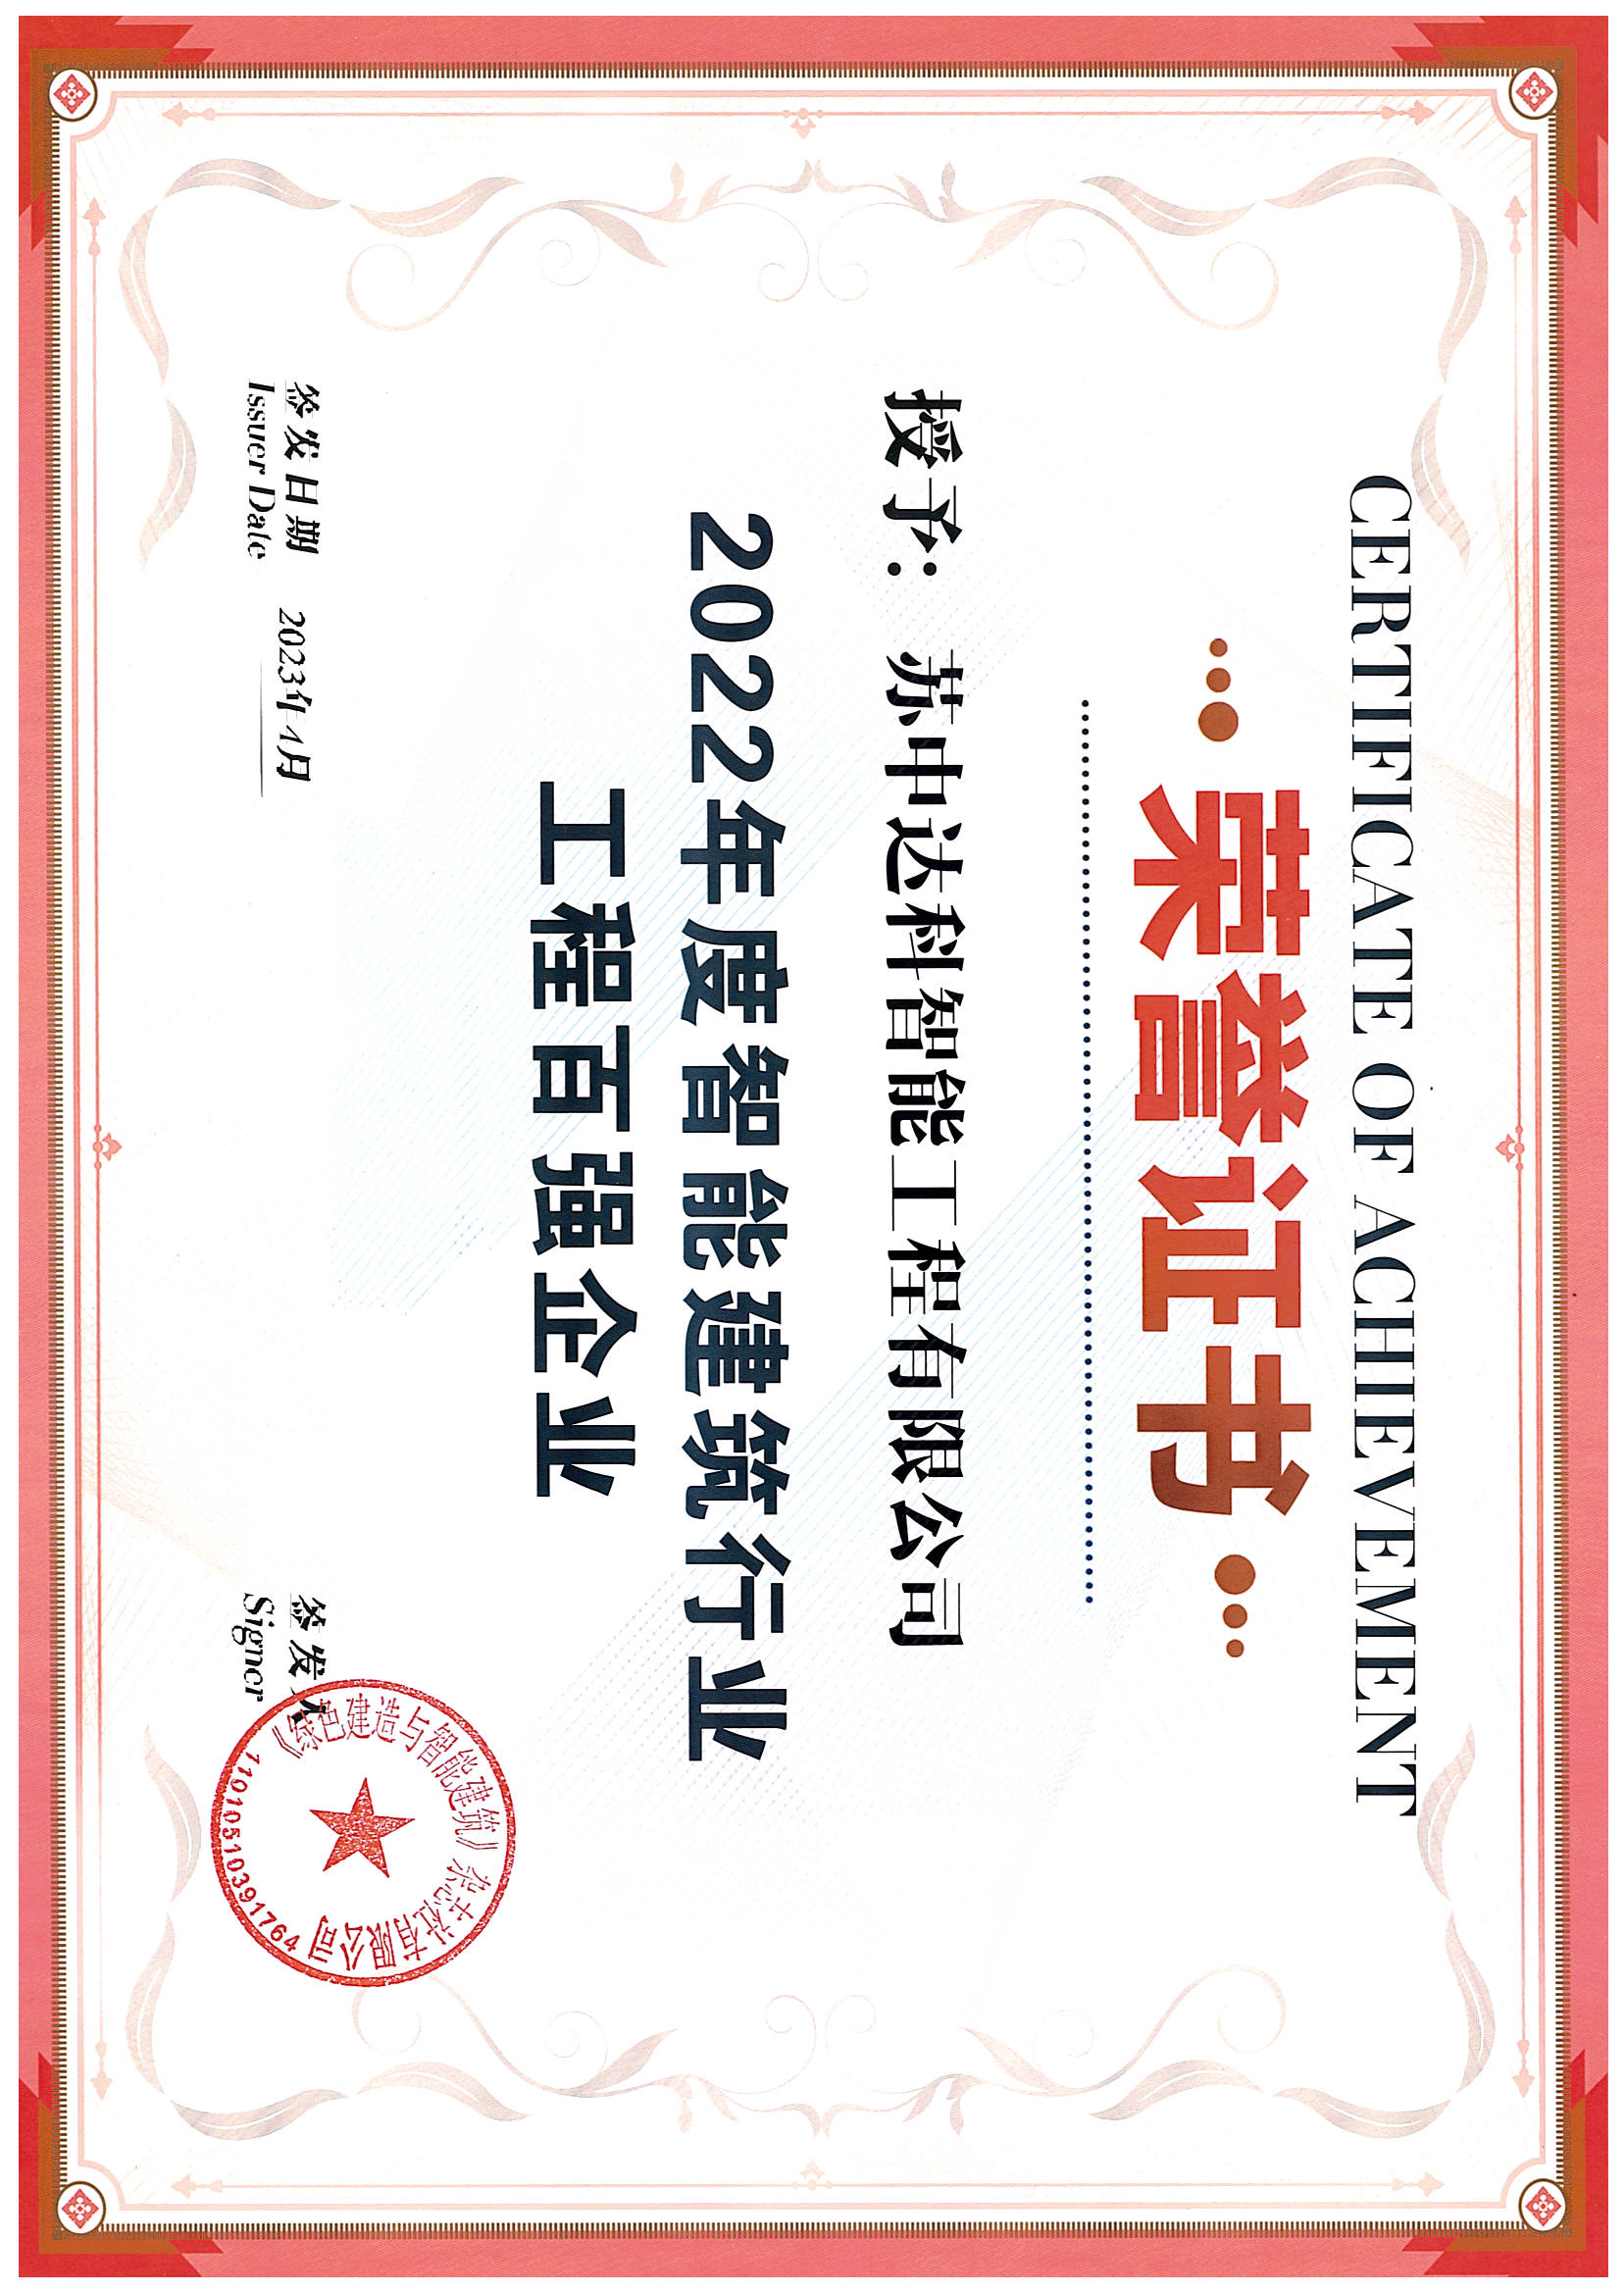 CERTIFICATE OF ACHIEVEMENT
荣誉证书
授予：苏中达科智能工程有限公司
2022年度智能建筑行业
工程百强企业
签发日期 2023年4月
Issuer Date
签发人
Signer
《绿色建造与智能建筑》杂志社有限公司
11010510391764